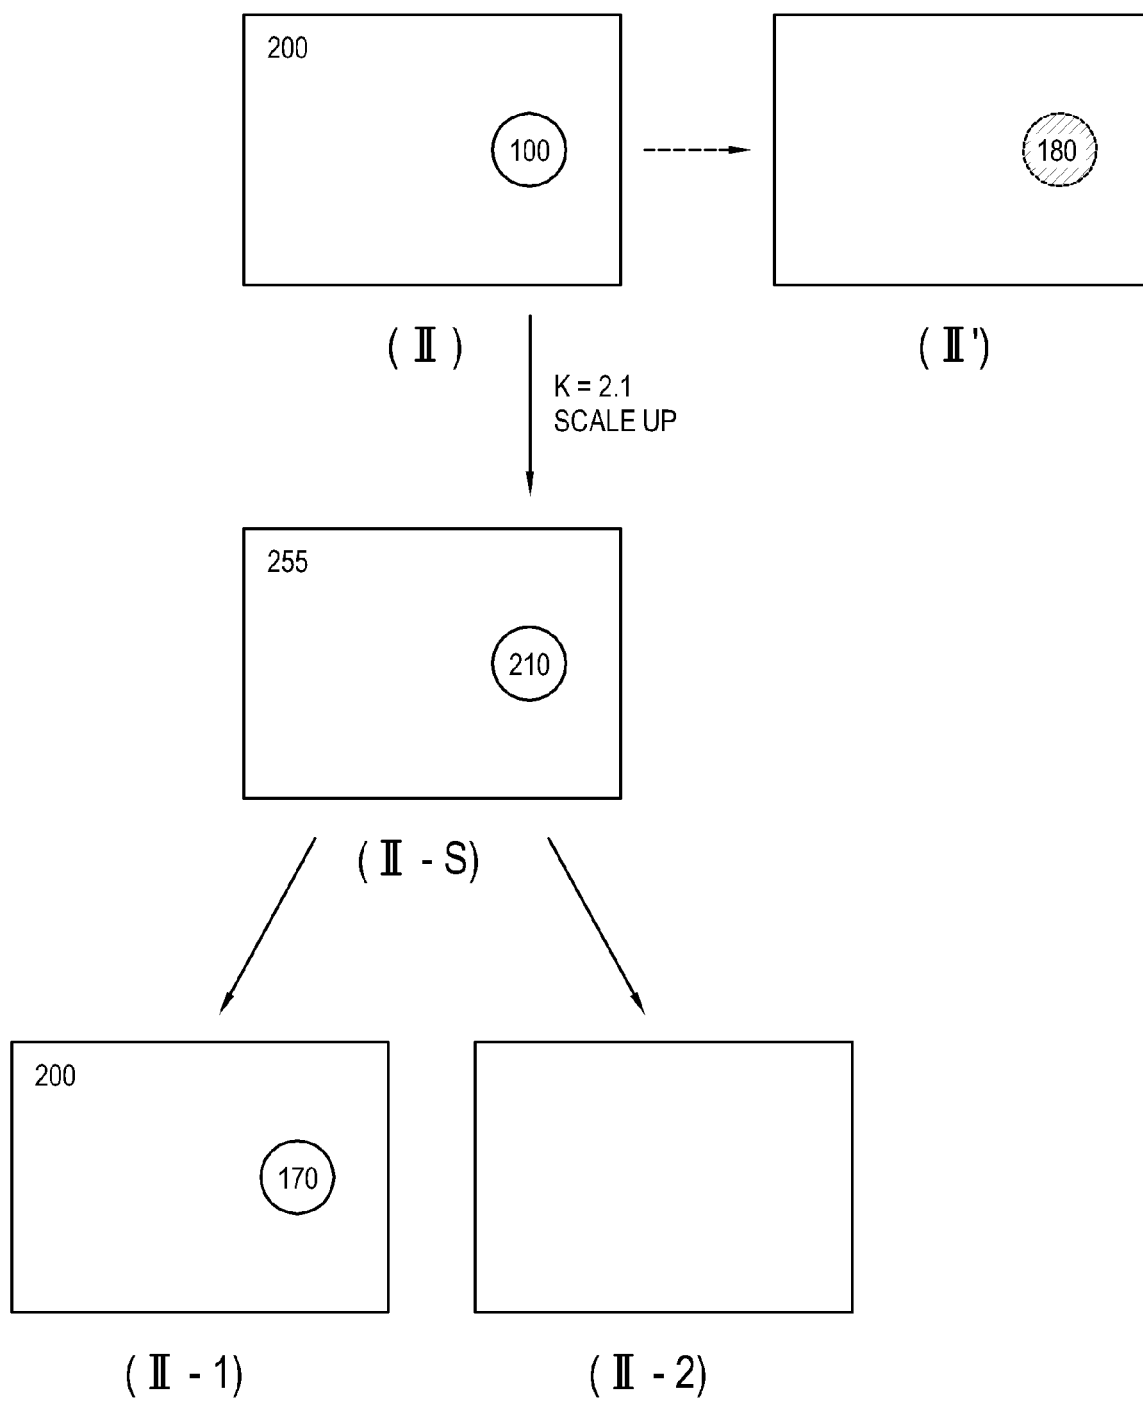 200
100
180
( Ⅱ )
( Ⅱ ')
K = 2.1
SCALE UP
255
210
( Ⅱ - S)
200
170
( Ⅱ - 1)
( Ⅱ - 2)